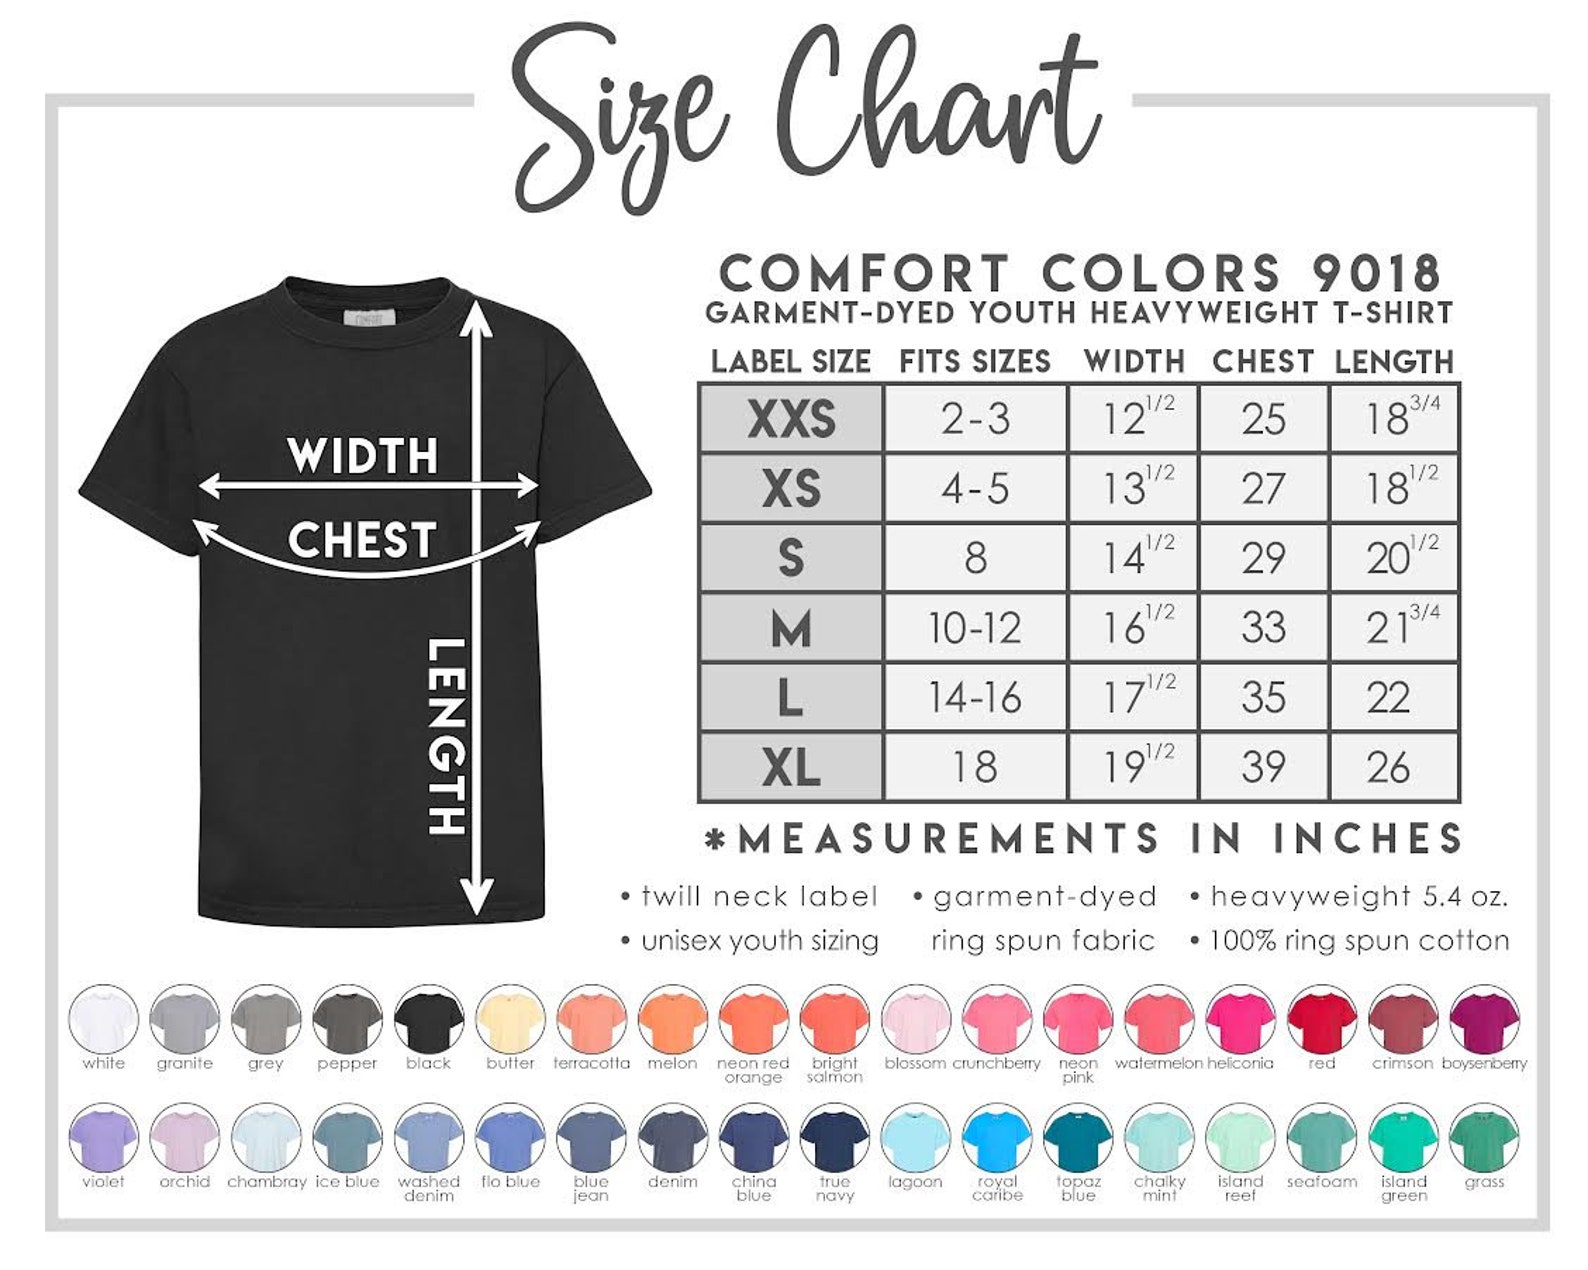 Size Chart
COMFORT COLORS 9018
GARMENT-DYED YOUTH HEAVYWEIGHT T-SHIRT
LABEL SIZE FITS SIZES WIDTH CHEST LENGTH
XXS 2-3 12 1/2 25 18 3/4
XS 4-5 13 1/2 27 18 1/2
S 8 14 1/2 29 20 1/2
M 10-12 16 1/2 33 21 3/4
L 14-16 17 1/2 35 22
XL 18 19 1/2 39 26
*MEASUREMENTS IN INCHES
COMFORT
WIDTH
CHEST
LENGTH
• twill neck label • garment-dyed • heavyweight 5.4 oz.
• unisex youth sizing ring spun fabric • 100% ring spun cotton
white granite grey pepper black butter terracotta melon neon red bright blossom crunchberry neon watermelon heliconia red crimson boysenberry
orange salmon pink
violet orchid chambray ice blue washed flo blue blue denim china true lagoon royal topaz chalky island seafoam island grass
denim jean blue navy caribe blue mint reef green